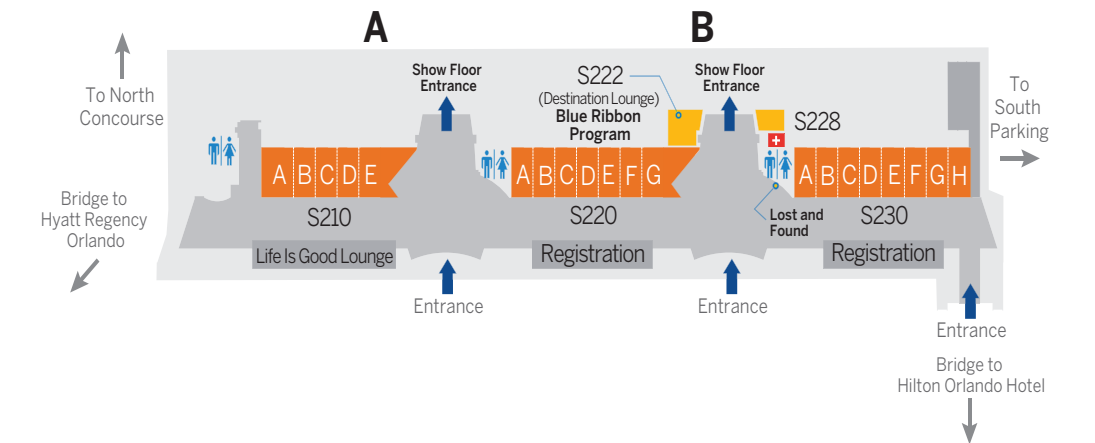 A
B
To North
Concourse
Show Floor
Entrance
S222
(Destination Lounge)
Blue Ribbon
Program
Show Floor
Entrance
S228
To
South
Parking
A B C D E
A B C D E F G
A B C D E F G H
Bridge to
Hyatt Regency
Orlando
S210
S220
Lost and
Found
S230
Life Is Good Lounge
Registration
Registration
Entrance
Entrance
Entrance
Bridge to
Hilton Orlando Hotel